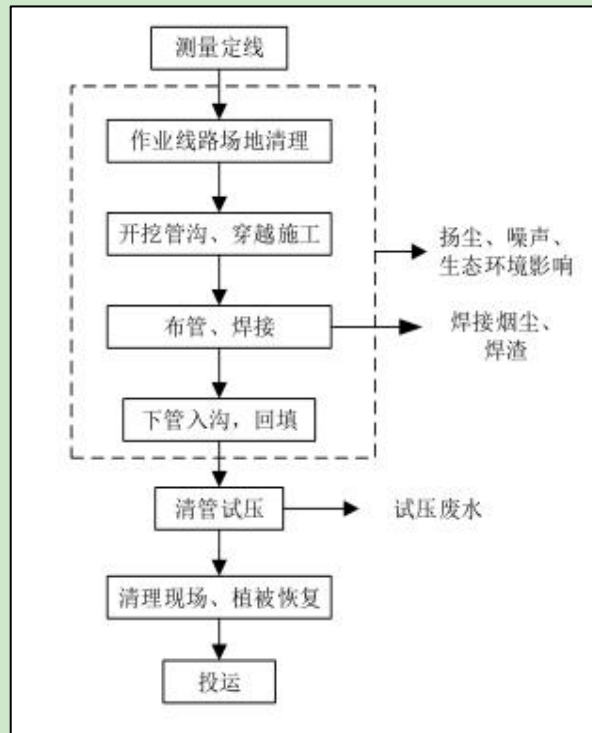 测量定线
作业线路场地清理
开挖管沟、穿越施工
扬尘、噪声、
生态环境影响
布管、焊接
焊接烟尘、
焊渣
下管入沟，回填
清管试压
试压废水
清理现场、植被恢复
投运